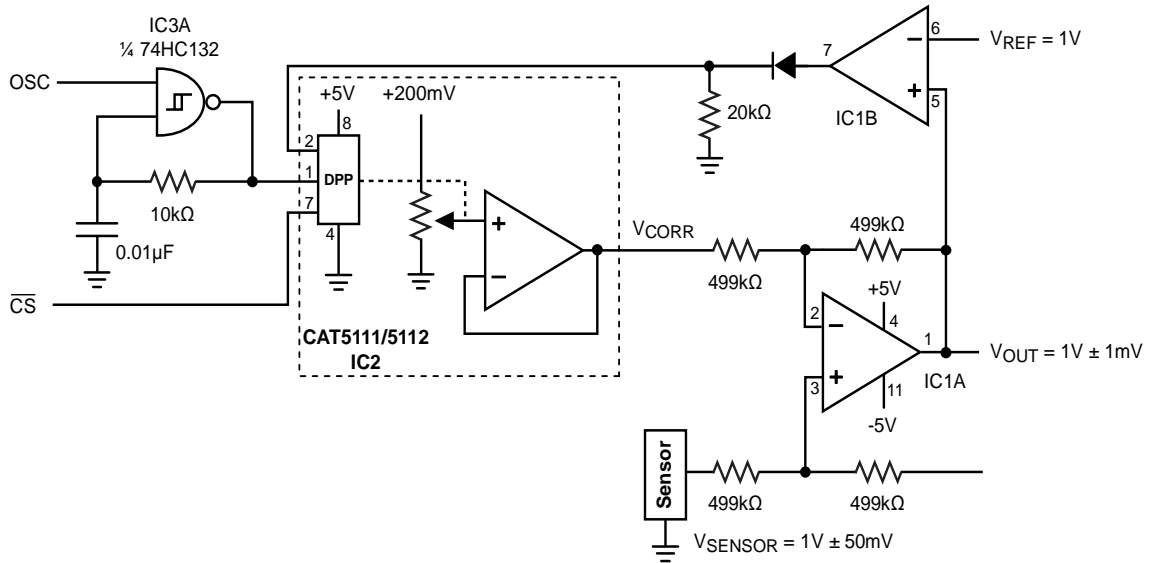 IC3A
¼ 74HC132
OSC
10kΩ
0.01µF
CS
+5V
+200mV
8
2
1
7
DPP
4
+
−
CAT5111/5112
IC2
VCORR
20kΩ
7
−
6
+
5
IC1B
VREF = 1V
499kΩ
499kΩ
+5V
2
−
4
1
3
+
11
-5V
IC1A
VOUT = 1V ± 1mV
Sensor
499kΩ
499kΩ
VSENSOR = 1V ± 50mV